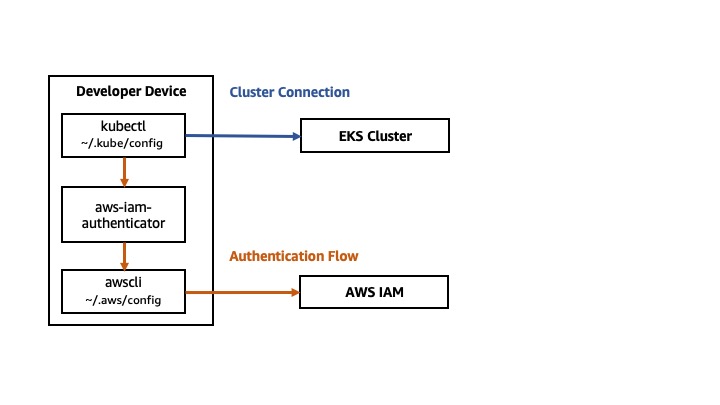 Developer Device
Cluster Connection
kubectl
~/.kube/config
EKS Cluster
aws-iam-
authenticator
Authentication Flow
awscli
~/.aws/config
AWS IAM